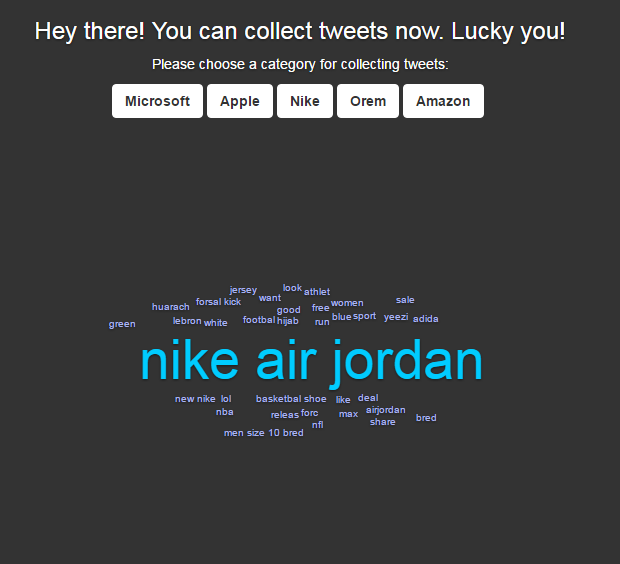 Hey there! You can collect tweets now. Lucky you!
Please choose a category for collecting tweets:
Microsoft Apple Nike Orem Amazon
jersey look athlet
want
forsal kick women sale
huarach good free
green lebron white footbal hijab run blue sport yeezi adida
nike air jordan
new nike lol basketbal shoe like deal
nba releas forc max airjordan
nfl share bred
men size 10 bred